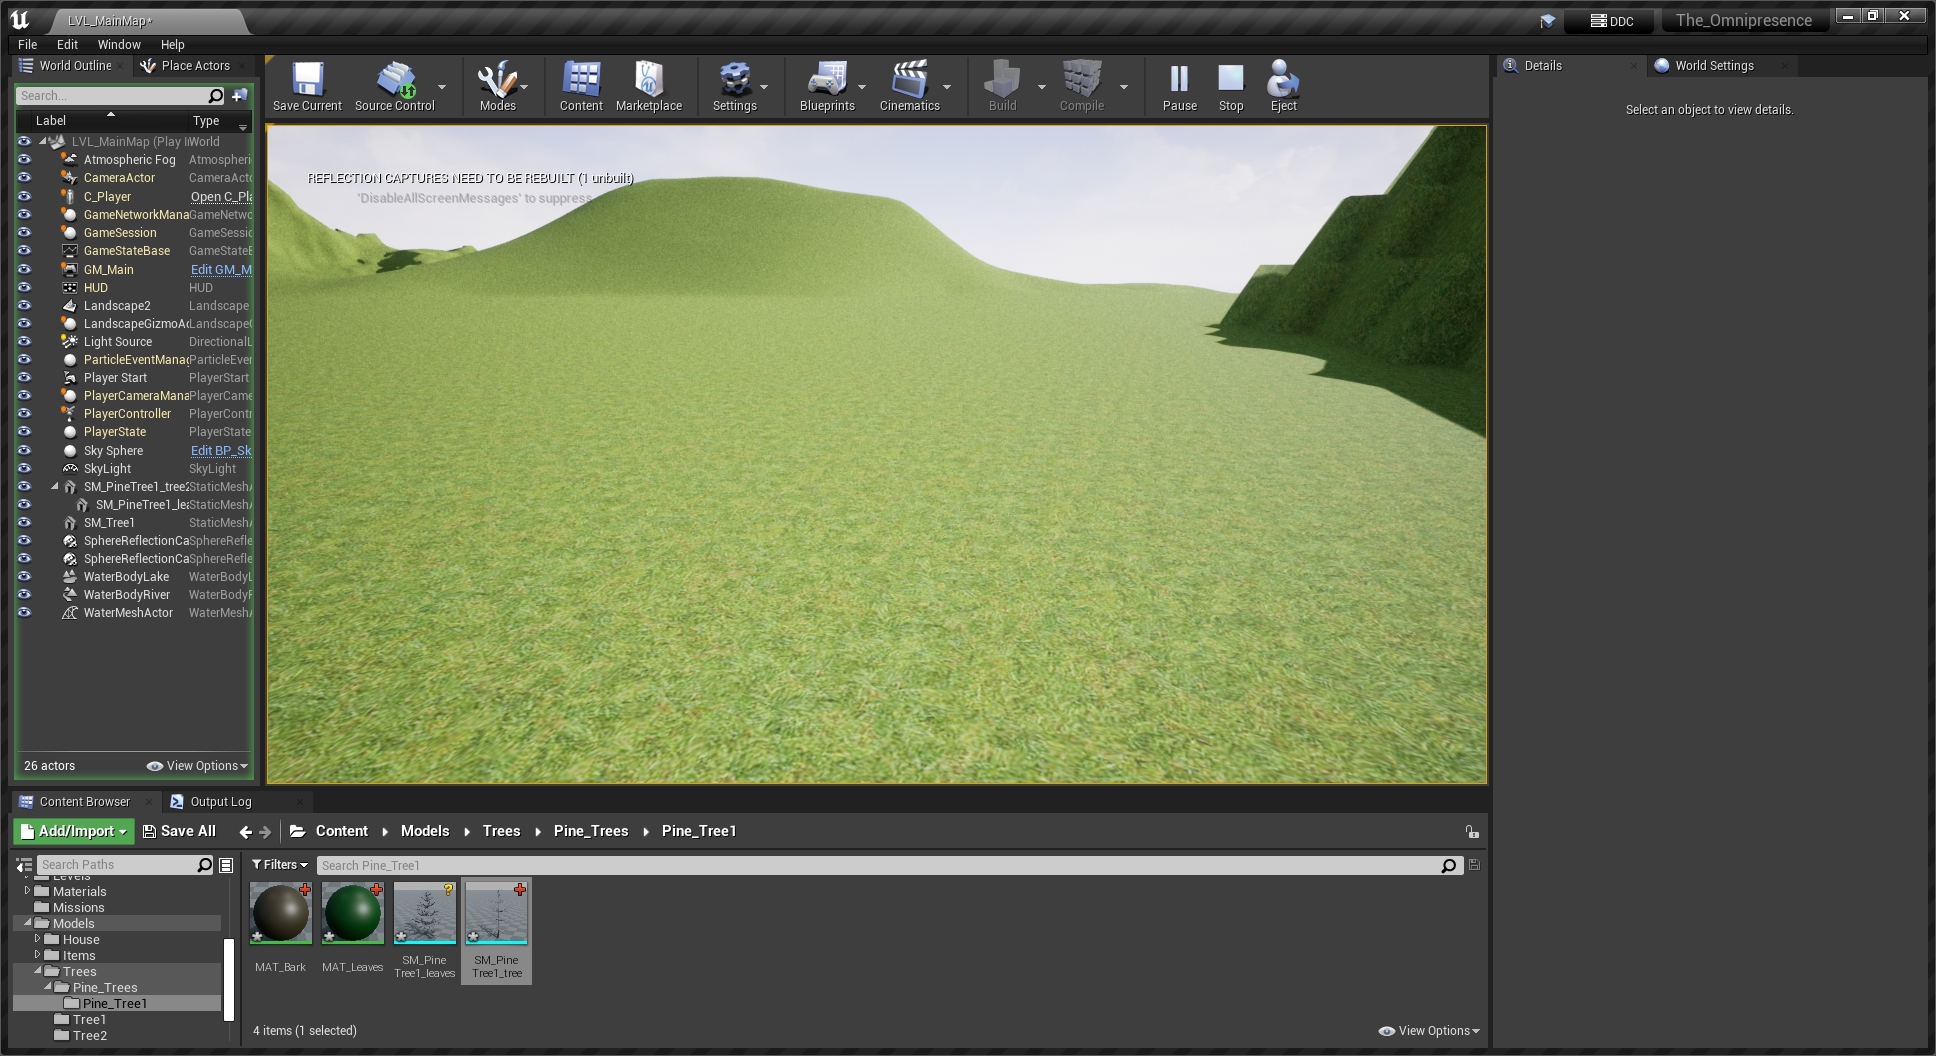 LVL_MainMap*
DDC
The_Omnipresence
File Edit Window Help
World Outline
Place Actors
Search...
Label Type
LVL_MainMap (Play I World
Atmospheric Fog Atmospheri
CameraActor CameraAct
C_Player Open C_Pla
GameNetworkMana GameNetwo
GameSession GameSessi
GameStateBase GameStateB
GM_Main Edit GM_M
HUD HUD
Landscape2 Landscape
LandscapeGizmoAc Landscape
Light Source DirectionalL
ParticleEventManag ParticleEver
Player Start PlayerStart
PlayerCameraMana PlayerCame
PlayerController PlayerContr
PlayerState PlayerState
Sky Sphere Edit BP_Sk
SkyLight SkyLight
SM_PineTree1_tree2 StaticMesh
SM_PineTree1_lea StaticMesh
SM_Tree1 StaticMesh
SphereReflectionCa SphereRefle
SphereReflectionCa SphereRefle
WaterBodyLake WaterBodyL
WaterBodyRiver WaterBody
WaterMeshActor WaterMesh
26 actors
View Options
Save Current
Source Control
Modes
Content
Marketplace
Settings
Blueprints
Cinematics
Build
Compile
Pause
Stop
Eject
REFLECTION CAPTURES NEED TO BE REBUILT (1 unbuilt)
'DisableAllScreenMessages' to suppress
Details
World Settings
Select an object to view details.
Content Browser
Output Log
Add/Import
Save All
Content
Models
Trees
Pine_Trees
Pine_Tree1
Search Paths
Levels
Materials
Missions
Models
House
Items
Trees
Pine_Trees
Pine_Tree1
Tree1
Tree2
Filters
Search Pine_Tree1
MAT_Bark
MAT_Leaves
SM_Pine
Tree1_leaves
SM_Pine
Tree1_tree
4 items (1 selected)
View Options